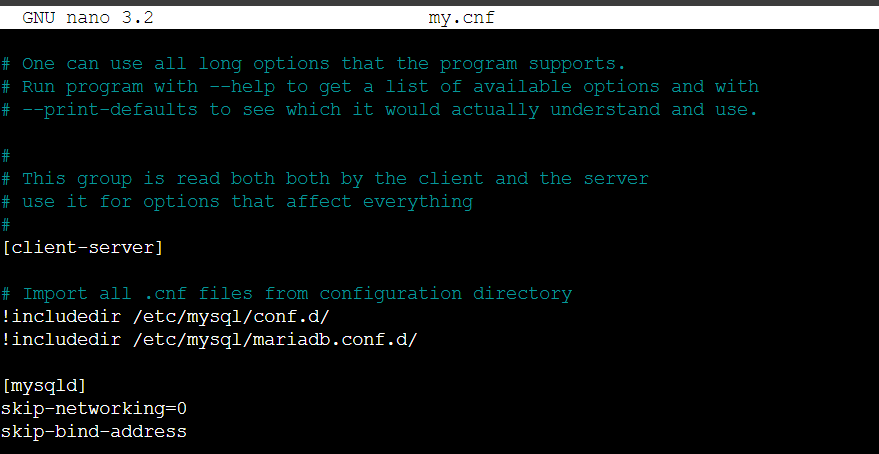 GNU nano 3.2 my.cnf
# One can use all long options that the program supports.
# Run program with --help to get a list of available options and with
# --print-defaults to see which it would actually understand and use.
#
# This group is read both both by the client and the server
# use it for options that affect everything
#
[client-server]
# Import all .cnf files from configuration directory
!includedir /etc/mysql/conf.d/
!includedir /etc/mysql/mariadb.conf.d/
[mysqld]
skip-networking=0
skip-bind-address